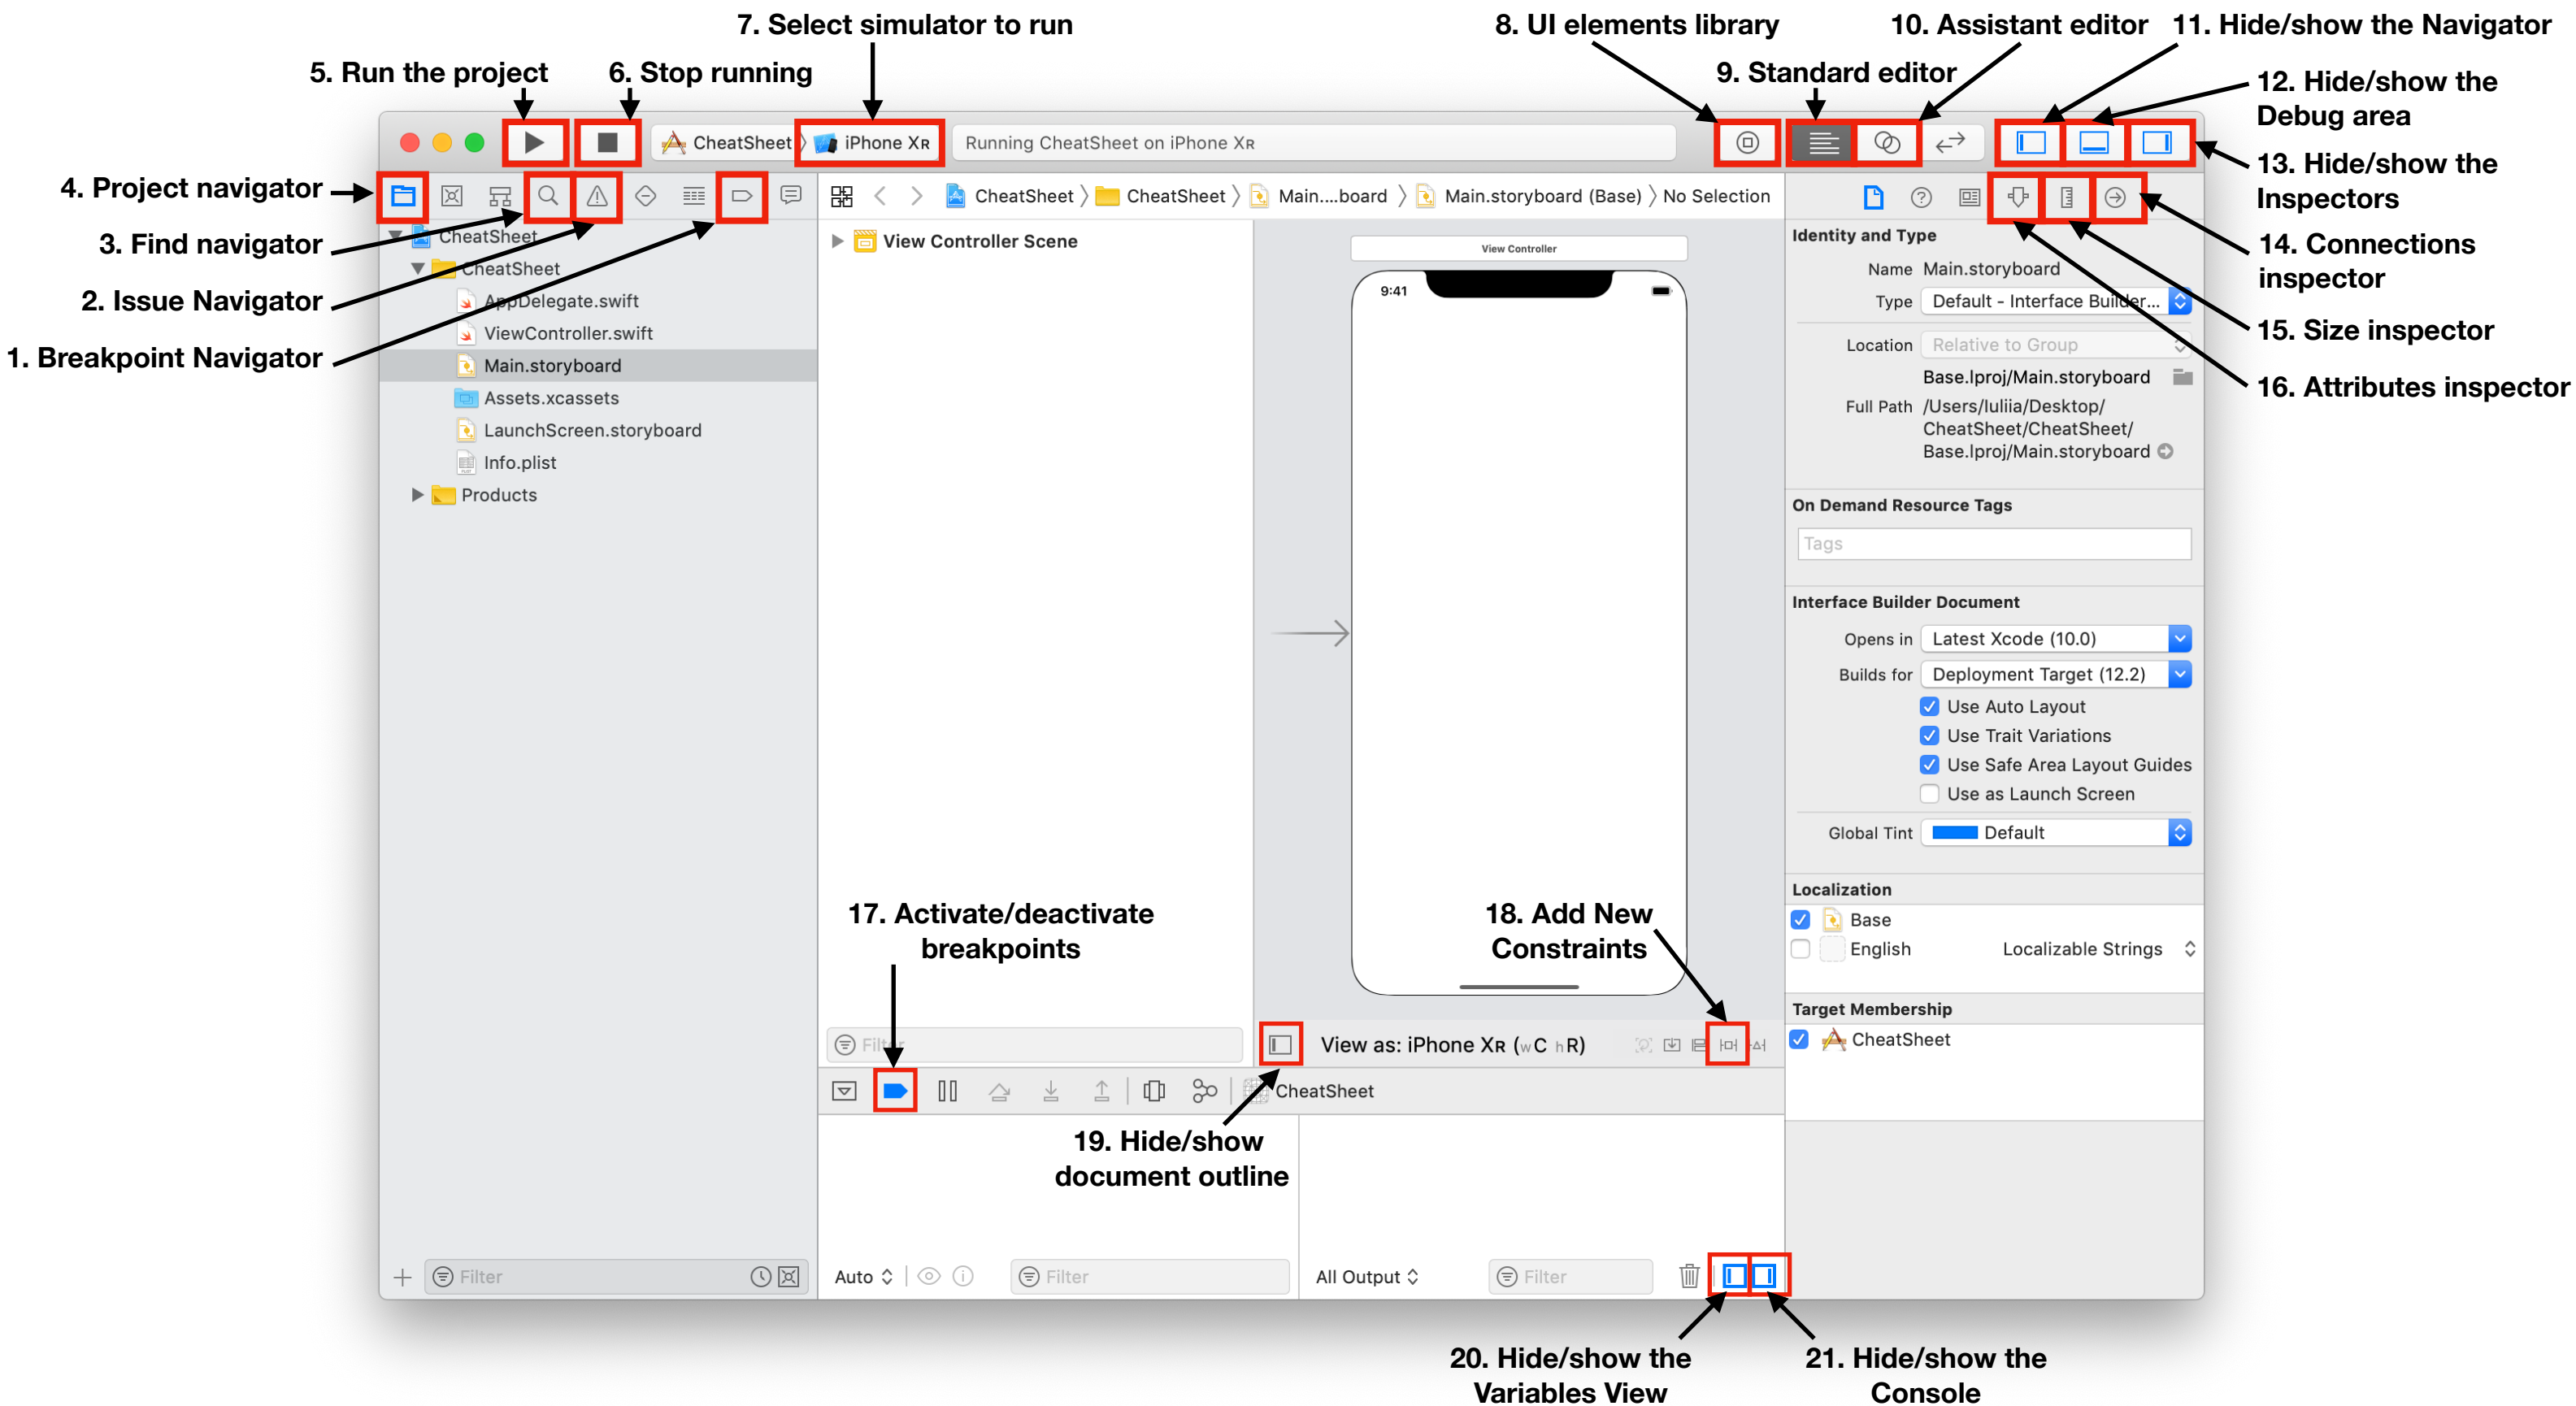 7. Select simulator to run
8. UI elements library
10. Assistant editor
11. Hide/show the Navigator
5. Run the project
6. Stop running
9. Standard editor
12. Hide/show the
Debug area
CheatSheet
iPhone XR
Running CheatSheet on iPhone XR
13. Hide/show the
Inspectors
4. Project navigator
CheatSheet
CheatSheet
Main....board
Main.storyboard (Base)
No Selection
3. Find navigator
CheatSheet
View Controller Scene
View Controller
Identity and Type
14. Connections
inspector
CheatSheet
Name Main.storyboard
2. Issue Navigator
AppDelegate.swift
9:41
Type Default - Interface Builder...
ViewController.swift
15. Size inspector
1. Breakpoint Navigator
Main.storyboard
Location Relative to Group
Base.lproj/Main.storyboard
16. Attributes inspector
Assets.xcassets
Full Path /Users/Iuliia/Desktop/
CheatSheet/CheatSheet/
Base.lproj/Main.storyboard
LaunchScreen.storyboard
Info.plist
Products
On Demand Resource Tags
Tags
Interface Builder Document
Opens in Latest Xcode (10.0)
Builds for Deployment Target (12.2)
Use Auto Layout
Use Trait Variations
Use Safe Area Layout Guides
Use as Launch Screen
Global Tint Default
Localization
Base
English Localizable Strings
17. Activate/deactivate
breakpoints
18. Add New
Constraints
Target Membership
CheatSheet
Filter
View as: iPhone XR (wC hR)
CheatSheet
19. Hide/show
document outline
Filter
Auto
Filter
All Output
Filter
20. Hide/show the
Variables View
21. Hide/show the
Console